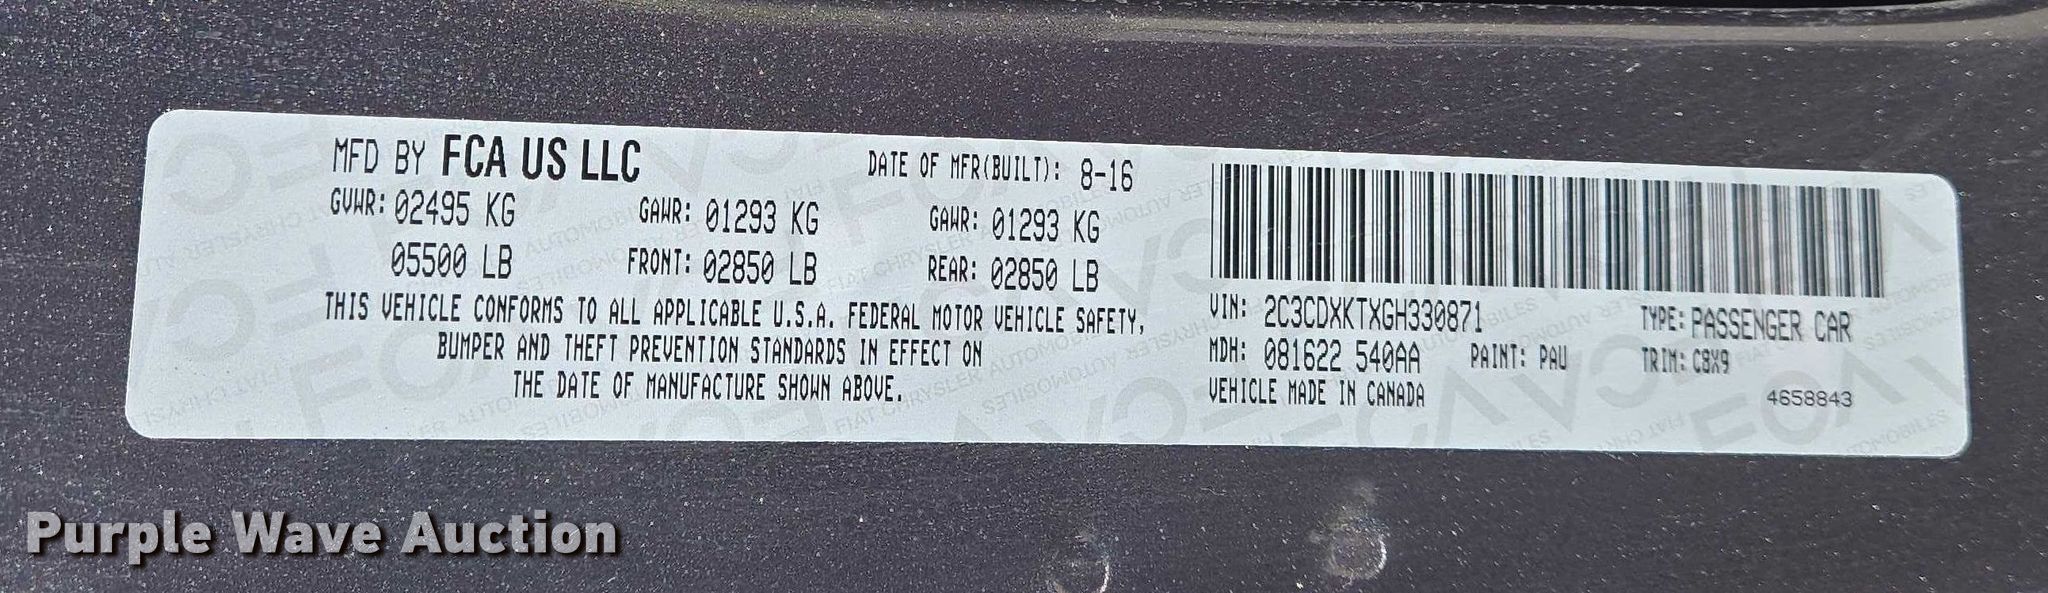 MFD BY FCA US LLC DATE OF MFR(BUILT): 8-16
GVWR: 02495 KG GAWR: 01293 KG GAWR: 01293 KG
05500 LB FRONT: 02850 LB REAR: 02850 LB
THIS VEHICLE CONFORMS TO ALL APPLICABLE U.S.A. FEDERAL MOTOR VEHICLE SAFETY,
BUMPER AND THEFT PREVENTION STANDARDS IN EFFECT ON
THE DATE OF MANUFACTURE SHOWN ABOVE.
VIN: 2C3CDXKTXGH330871 TYPE: PASSENGER CAR
MDH: 081622 540AA PAINT: PAU TRIM: C8X9
VEHICLE MADE IN CANADA 4658843
Purple Wave Auction